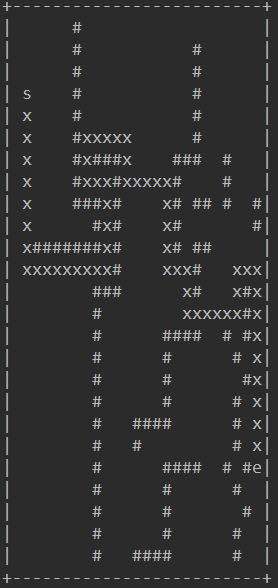 +-------------------------+
|      #                  |
|      #           #      |
|      #           #      |
| s    #           #      |
| x    #           #      |
| x    #xxxxx      #      |
| x    #x###x    ###  #   |
| x    #xxx#xxxxx#    #   |
| x    ###x#    x# ## #  #|
| x      #x#    x#       #|
| x#######x#    x# ##     |
| xxxxxxxxx#    xxx#   xxx|
|        ###      x#   x#x|
|        #        xxxxxx#x|
|        #      ####  # #x|
|        #      #      # x|
|        #      #       #x|
|        #      #      # x|
|        #   ####      # x|
|        #   #         # x|
|        #      ####  # #e|
|        #      #      #  |
|        #      #       # |
|        #      #      #  |
|        #   ####      #  |
+-------------------------+